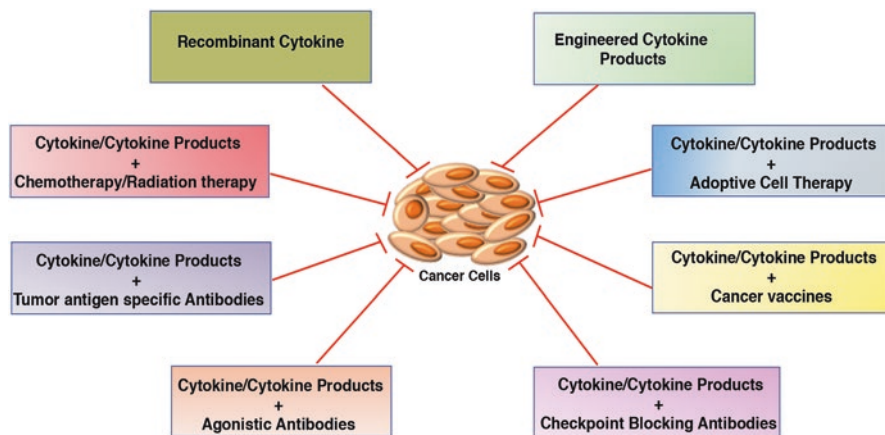 Recombinant Cytokine
Engineered Cytokine
Products
Cytokine/Cytokine Products
+
Chemotherapy/Radiation therapy
Cytokine/Cytokine Products
+
Adoptive Cell Therapy
Cytokine/Cytokine Products
+
Tumor antigen specific Antibodies
Cancer Cells
Cytokine/Cytokine Products
+
Cancer vaccines
Cytokine/Cytokine Products
+
Agonistic Antibodies
Cytokine/Cytokine Products
+
Checkpoint Blocking Antibodies